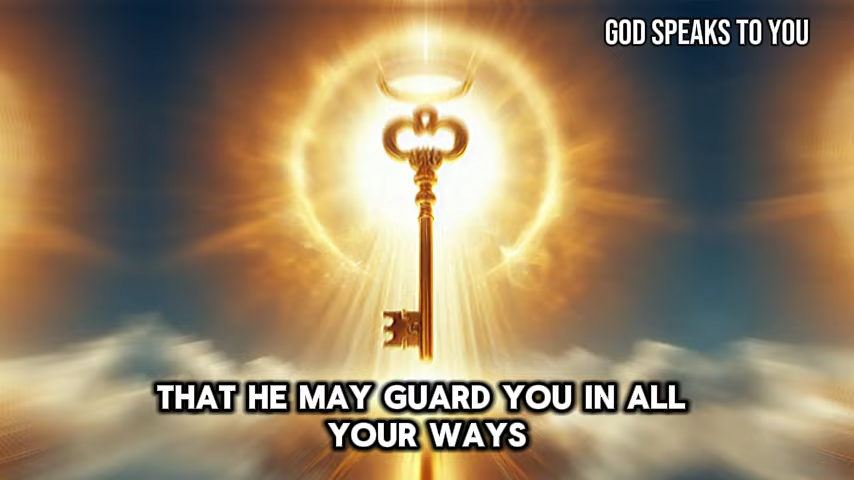 GOD SPEAKS TO YOU
THAT HE MAY GUARD YOU IN ALL
YOUR WAYS